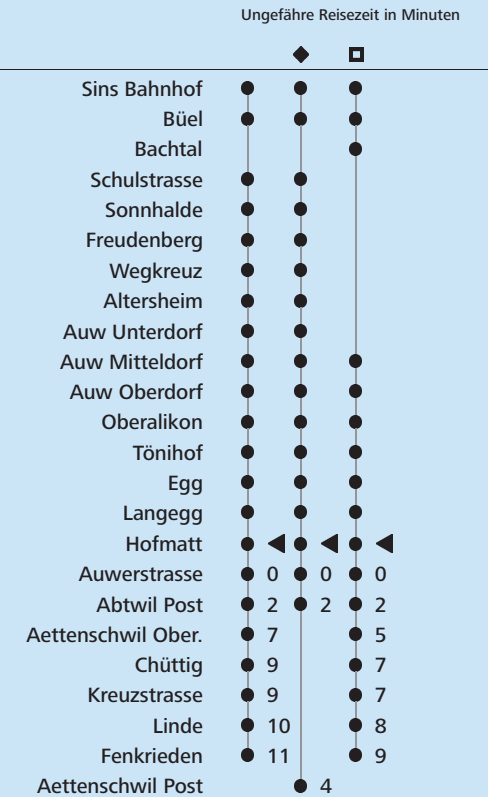 Ungefähre Reisezeit in Minuten
Sins Bahnhof
Büel
Bachtal
Schulstrasse
Sonnhalde
Freudenberg
Wegkreuz
Altersheim
Auw Unterdorf
Auw Mitteldorf
Auw Oberdorf
Oberalikon
Tönihof
Egg
Langegg
Hofmatt
Auwerstrasse 0 0 0
Abtwil Post 2 2 2
Aettenschwil Ober. 7 5
Chüttig 9 7
Kreuzstrasse 9 7
Linde 10 8
Fenkrieden 11 9
Aettenschwil Post 4